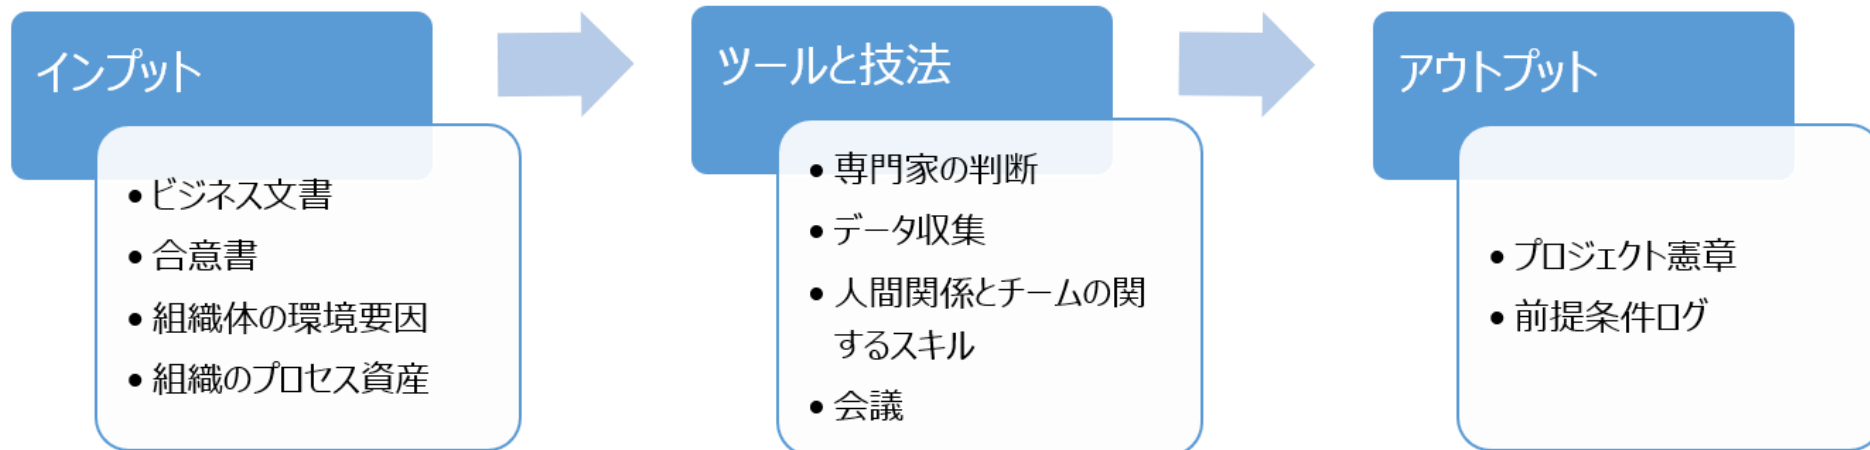 インプット
• ビジネス文書
• 合意書
• 組織体の環境要因
• 組織のプロセス資産
ツールと技法
• 専門家の判断
• データ収集
• 人間関係とチームの関
するスキル
• 会議
アウトプット
• プロジェクト憲章
• 前提条件ログ